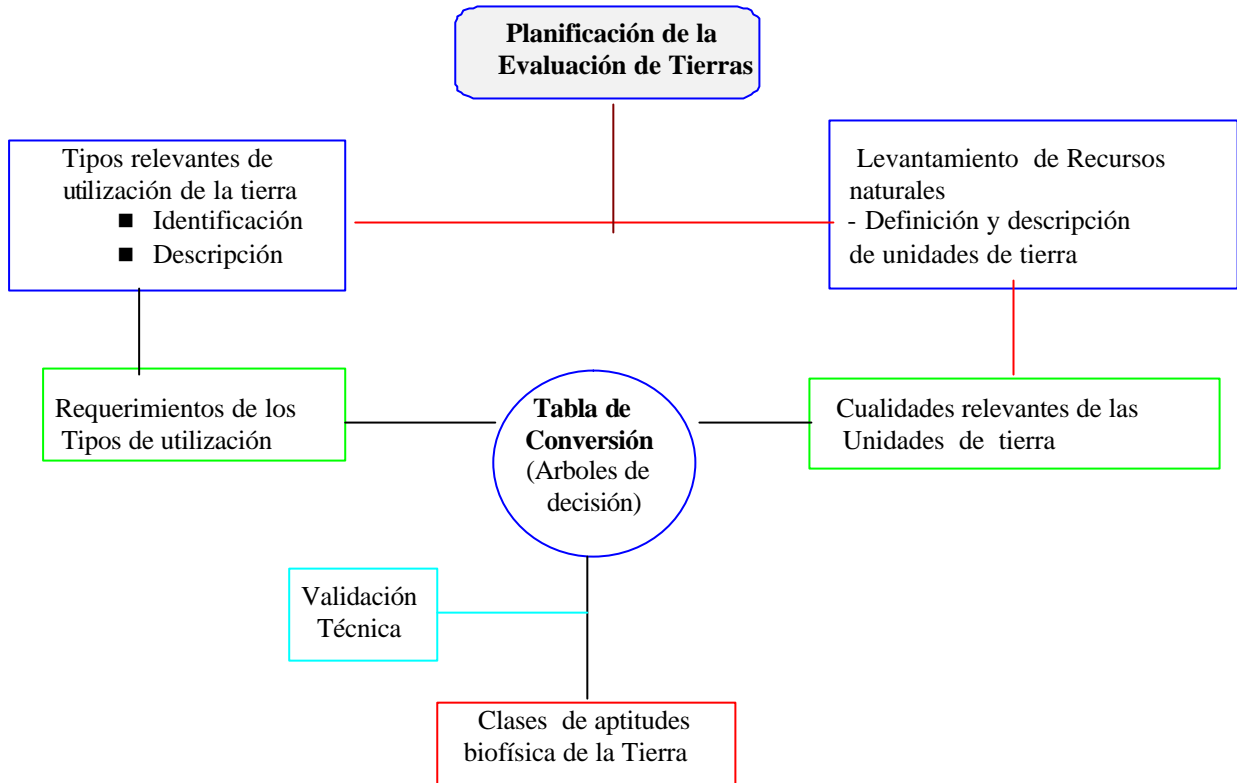 Planificación de la
Evaluación de Tierras
Tipos relevantes de
utilización de la tierra
■ Identificación
■ Descripción
Levantamiento de Recursos
naturales
- Definición y descripción
de unidades de tierra
Requerimientos de los
Tipos de utilización
Tabla de
Conversión
(Arboles de
decisión)
Cualidades relevantes de las
Unidades de tierra
Validación
Técnica
Clases de aptitudes
biofísica de la Tierra